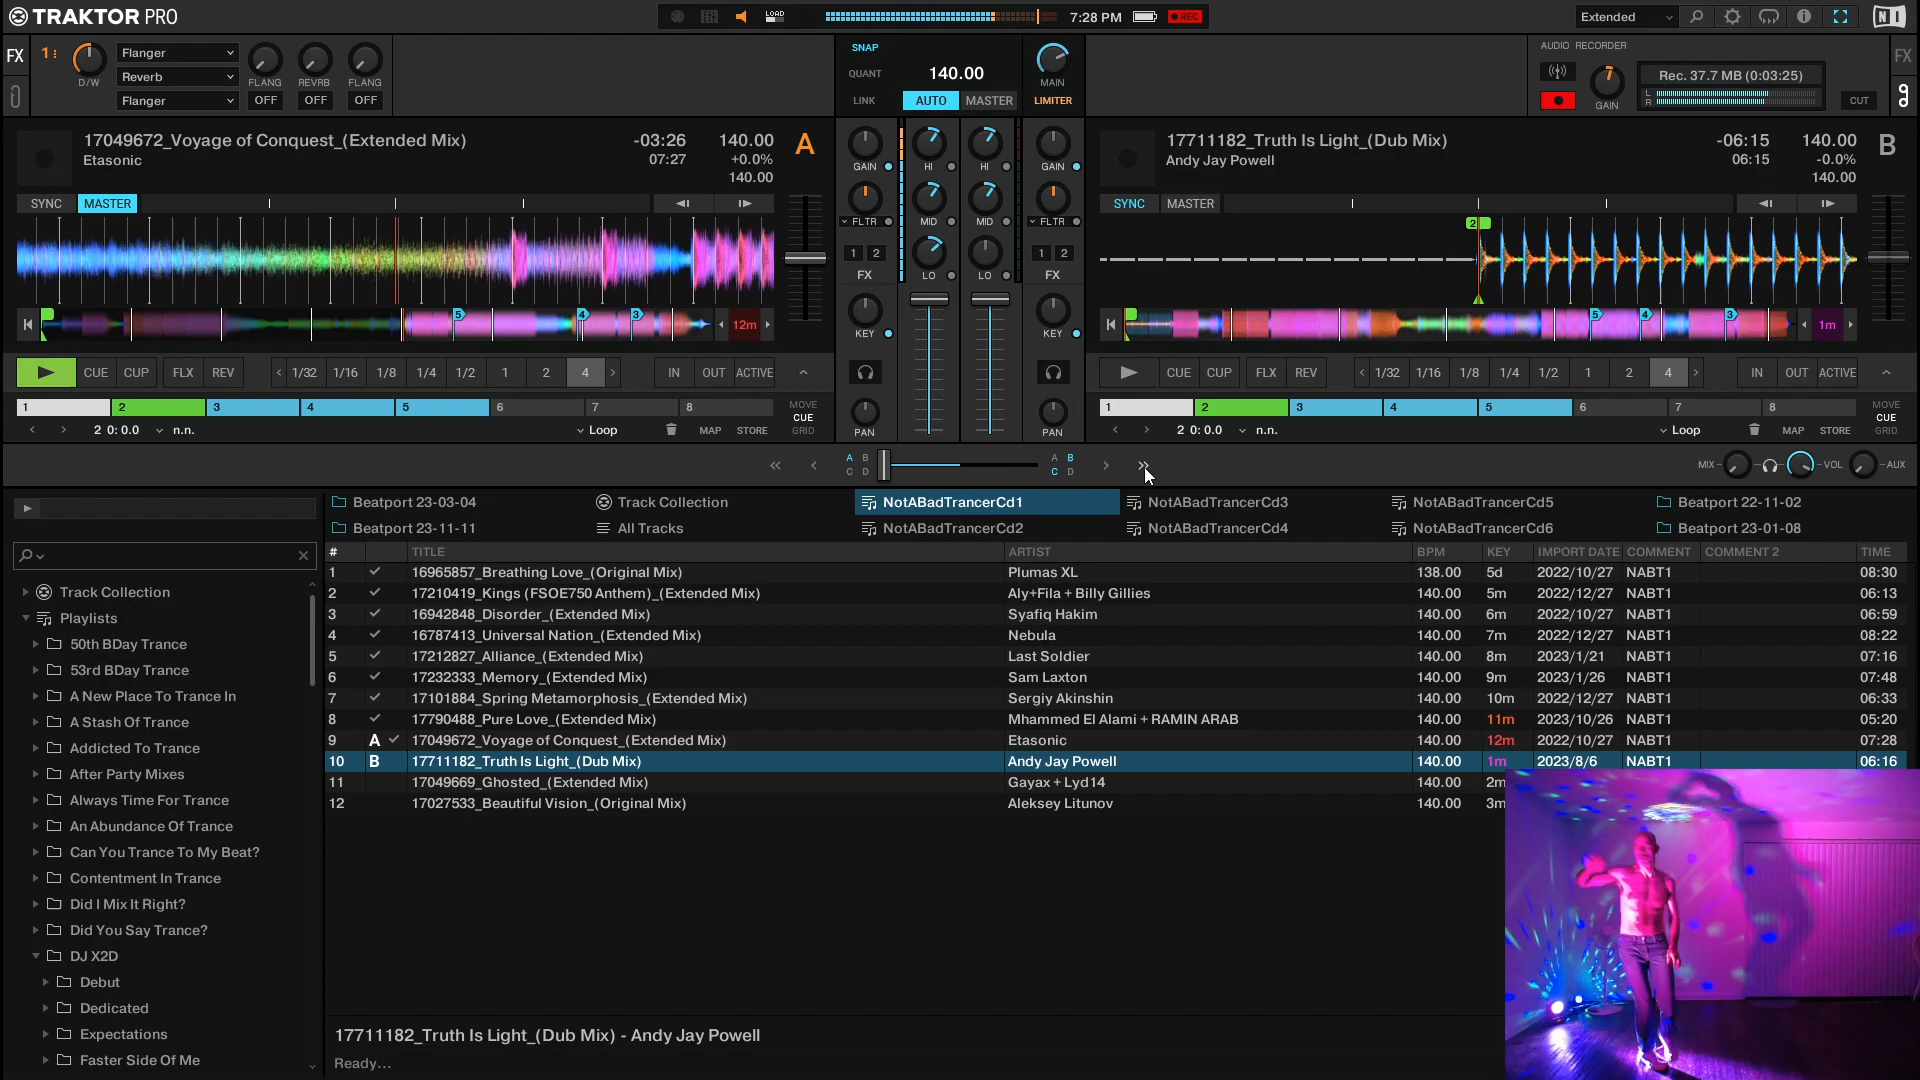 TRAKTOR PRO
LOAD
7:28 PM
REC
Extended
FX
1
D/W
Flanger
Reverb
Flanger
FLANG
REVRB
FLANG
OFF
OFF
OFF
SNAP
QUANT
LINK
140.00
AUTO
MASTER
MAIN
LIMITER
AUDIO RECORDER
GAIN
Rec. 37.7 MB (0:03:25)
L
R
CUT
FX
17049672_Voyage of Conquest_(Extended Mix)
Etasonic
-03:26
07:27
140.00
+0.0%
140.00
A
SYNC
MASTER
5
4
3
12m
CUE
CUP
FLX
REV
1/32
1/16
1/8
1/4
1/2
1
2
4
IN
OUT
ACTIVE
1
2
3
4
5
6
7
8
MOVE
CUE
GRID
2 0:0.0
n.n.
Loop
MAP
STORE
GAIN
HI
HI
GAIN
FLTR
MID
MID
FLTR
1
2
FX
LO
LO
1
2
FX
KEY
KEY
PAN
PAN
17711182_Truth Is Light_(Dub Mix)
Andy Jay Powell
-06:15
06:15
140.00
-0.0%
140.00
B
SYNC
MASTER
2
5
4
3
1m
CUE
CUP
FLX
REV
1/32
1/16
1/8
1/4
1/2
1
2
4
IN
OUT
ACTIVE
1
2
3
4
5
6
7
8
MOVE
CUE
GRID
2 0:0.0
n.n.
Loop
MAP
STORE
A B
C D
A B
C D
MIX
VOL
AUX
Beatport 23-03-04
Track Collection
NotABadTrancerCd1
NotABadTrancerCd3
NotABadTrancerCd5
Beatport 22-11-02
Beatport 23-11-11
All Tracks
NotABadTrancerCd2
NotABadTrancerCd4
NotABadTrancerCd6
Beatport 23-01-08
Track Collection
Playlists
50th BDay Trance
53rd BDay Trance
A New Place To Trance In
A Stash Of Trance
Addicted To Trance
After Party Mixes
Always Time For Trance
An Abundance Of Trance
Can You Trance To My Beat?
Contentment In Trance
Did I Mix It Right?
Did You Say Trance?
DJ X2D
Debut
Dedicated
Expectations
Faster Side Of Me
# TITLE ARTIST BPM KEY IMPORT DATE COMMENT COMMENT 2 TIME
1 16965857_Breathing Love_(Original Mix) Plumas XL 138.00 5d 2022/10/27 NABT1 08:30
2 17210419_Kings (FSOE750 Anthem)_(Extended Mix) Aly+Fila + Billy Gillies 140.00 5m 2022/12/27 NABT1 06:13
3 16942848_Disorder_(Extended Mix) Syafiq Hakim 140.00 6m 2022/10/27 NABT1 06:59
4 16787413_Universal Nation_(Extended Mix) Nebula 140.00 7m 2022/12/27 NABT1 08:22
5 17212827_Alliance_(Extended Mix) Last Soldier 140.00 8m 2023/1/21 NABT1 07:16
6 17232333_Memory_(Extended Mix) Sam Laxton 140.00 9m 2023/1/26 NABT1 07:48
7 17101884_Spring Metamorphosis_(Extended Mix) Sergiy Akinshin 140.00 10m 2022/12/27 NABT1 06:33
8 17790488_Pure Love_(Extended Mix) Mhammed El Alami + RAMIN ARAB 140.00 11m 2023/10/26 NABT1 05:20
9 A 17049672_Voyage of Conquest_(Extended Mix) Etasonic 140.00 12m 2022/10/27 NABT1 07:28
10 B 17711182_Truth Is Light_(Dub Mix) Andy Jay Powell 140.00 1m 2023/8/6 NABT1 06:16
11 17049669_Ghosted_(Extended Mix) Gayax + Lyd14 140.00 2m
12 17027533_Beautiful Vision_(Original Mix) Aleksey Litunov 140.00 3m
17711182_Truth Is Light_(Dub Mix) - Andy Jay Powell
Ready...